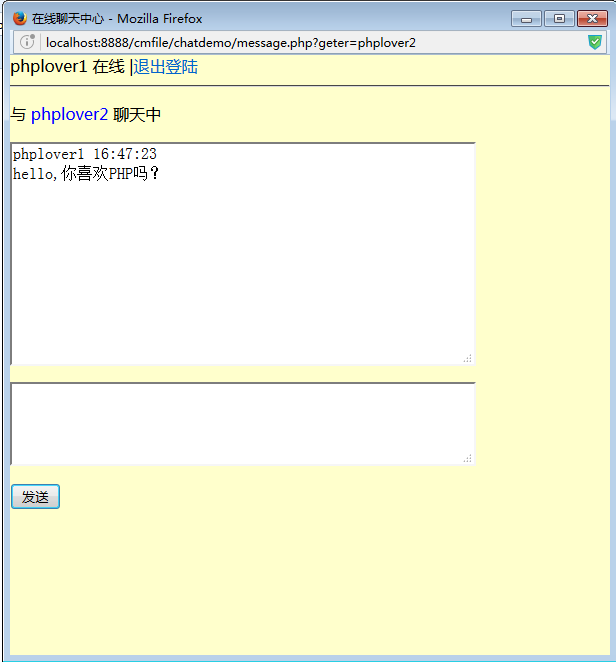 在线聊天中心 - Mozilla Firefox
localhost:8888/cmfile/chatdemo/message.php?geter=phplover2
phplover1 在线 |退出登陆
与 phplover2 聊天中
phplover1 16:47:23
hello,你喜欢PHP吗?
发送